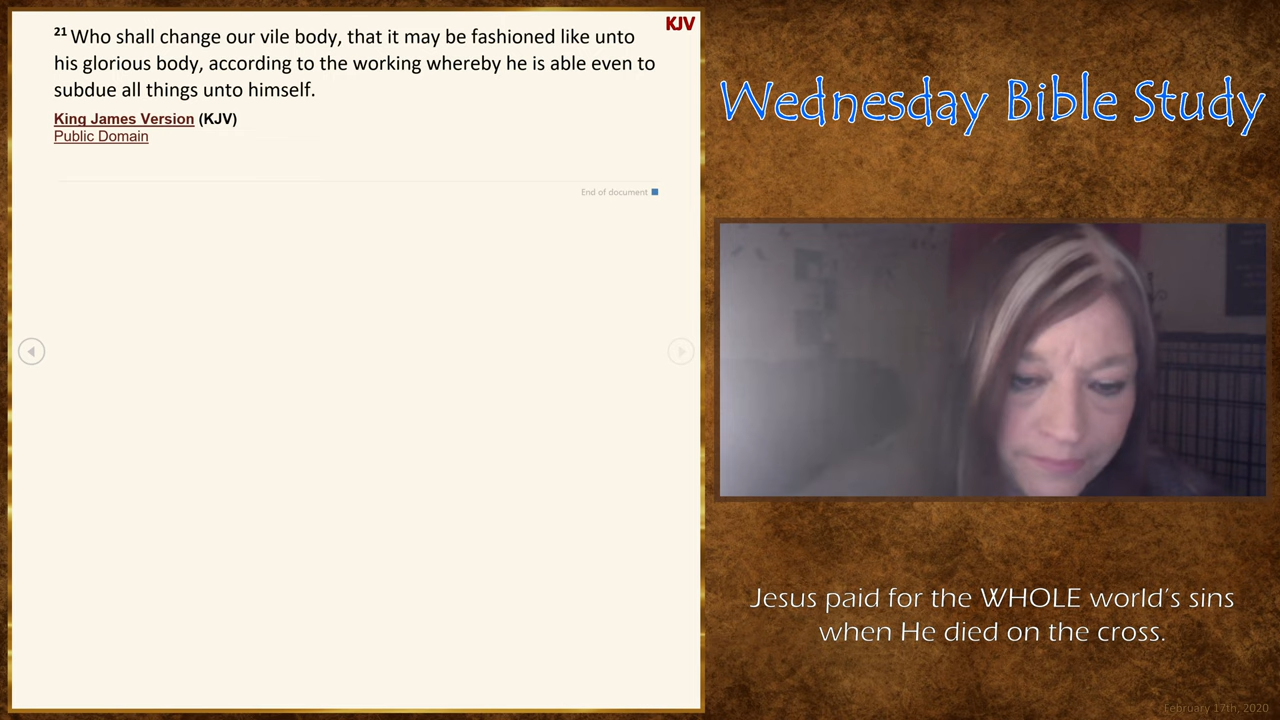 KJV
21 Who shall change our vile body, that it may be fashioned like unto
his glorious body, according to the working whereby he is able even to
subdue all things unto himself.
King James Version (KJV)
Public Domain
End of document
Wednesday Bible Study
Jesus paid for the WHOLE world's sins
when He died on the cross.
February 17th, 2020